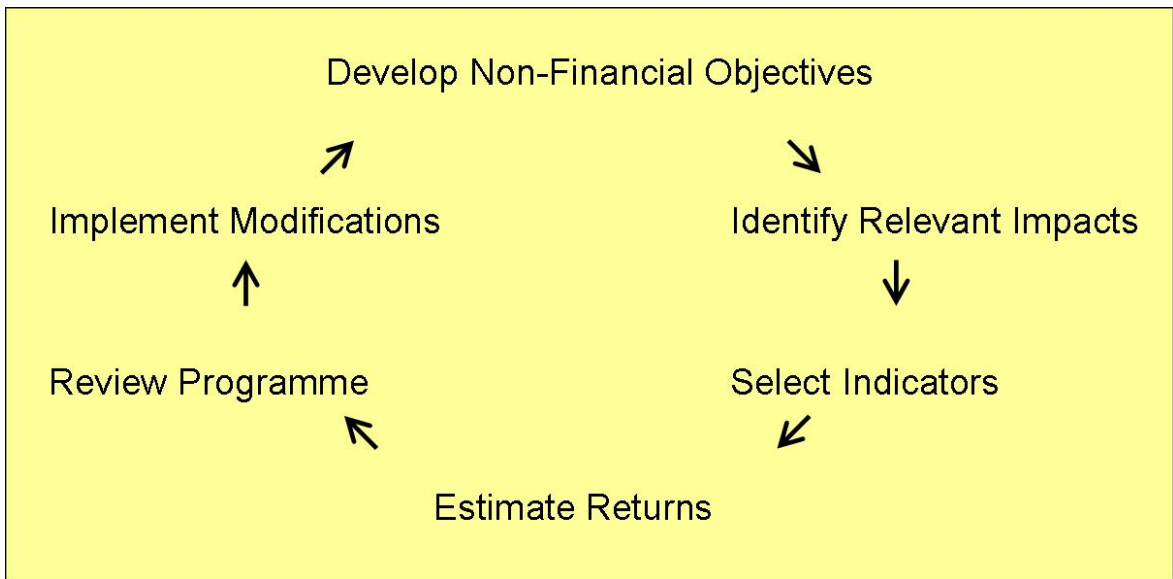 Develop Non-Financial Objectives
Implement Modifications
Identify Relevant Impacts
Review Programme
Select Indicators
Estimate Returns